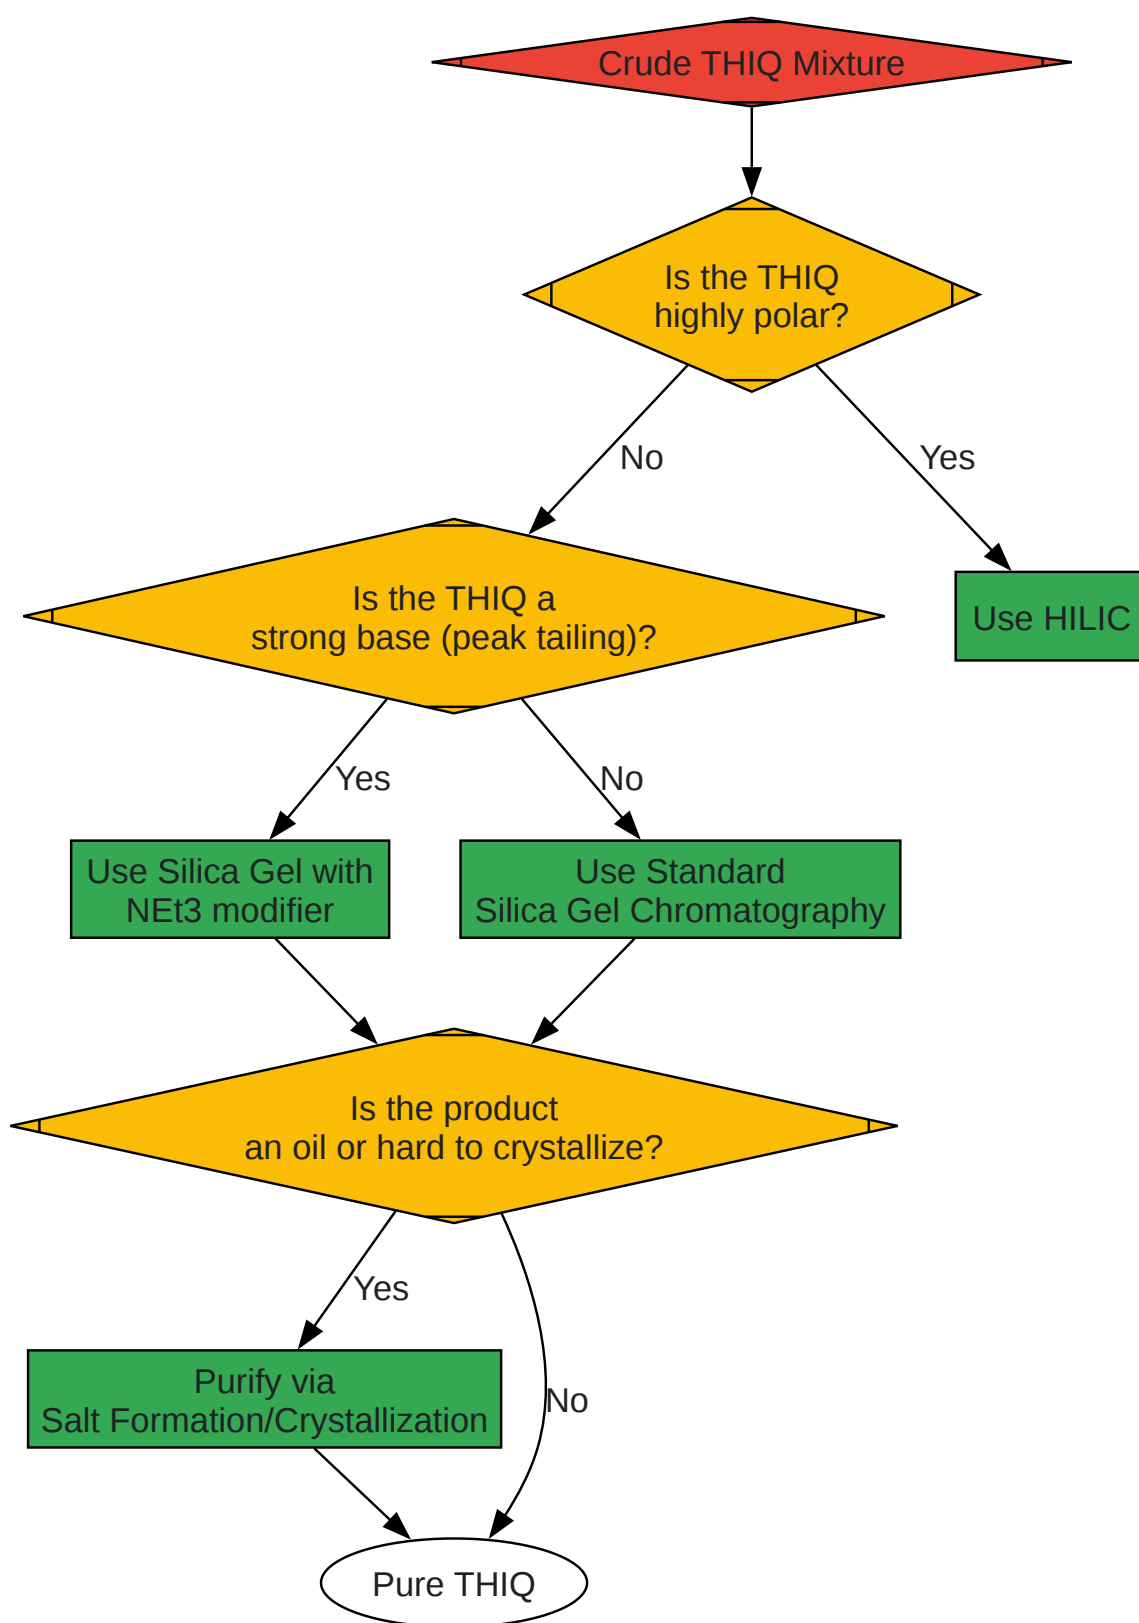 Crude THIQ Mixture
Is the THIQ
highly polar?
No
Yes
Is the THIQ a
strong base (peak tailing)?
Use HILIC
Yes
No
Use Silica Gel with
NEt3 modifier
Use Standard
Silica Gel Chromatography
Is the product
an oil or hard to crystallize?
Yes
Purify via
Salt Formation/Crystallization
No
Pure THIQ